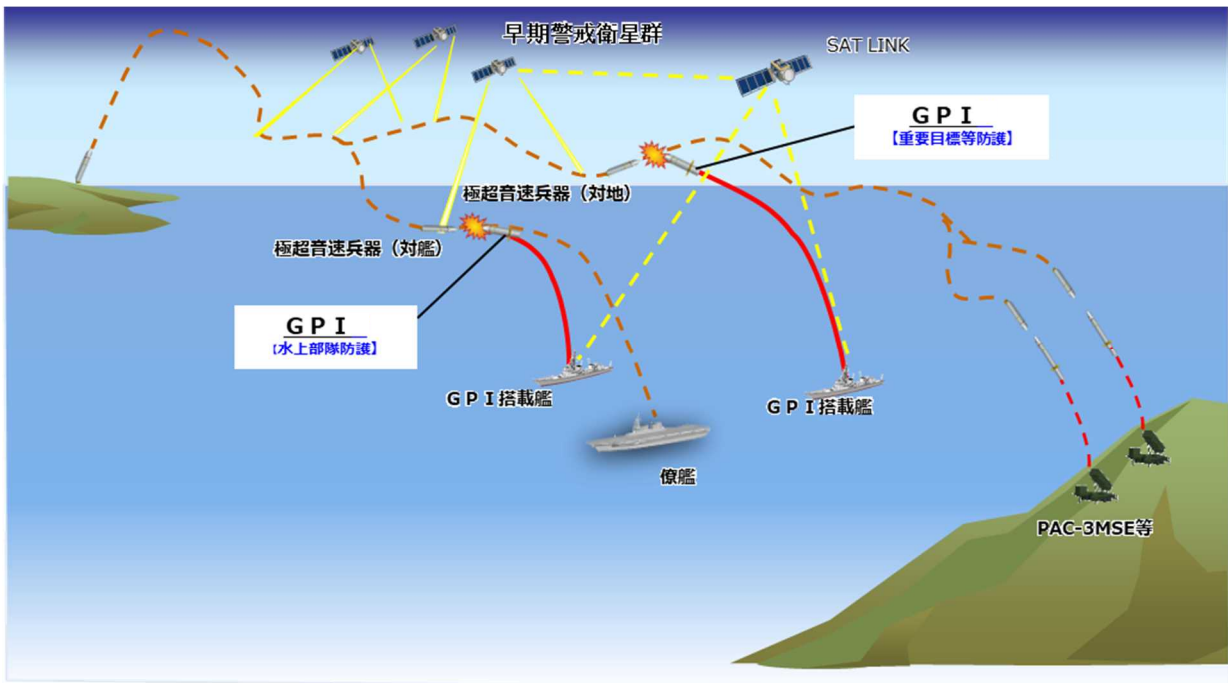 早期警戒衛星群
SAT LINK
ＧＰＩ
【重要目標等防護】
極超音速兵器（対地）
極超音速兵器（対艦）
ＧＰＩ
【水上部隊防護】
ＧＰＩ搭載艦
ＧＰＩ搭載艦
僚艦
PAC-3MSE等